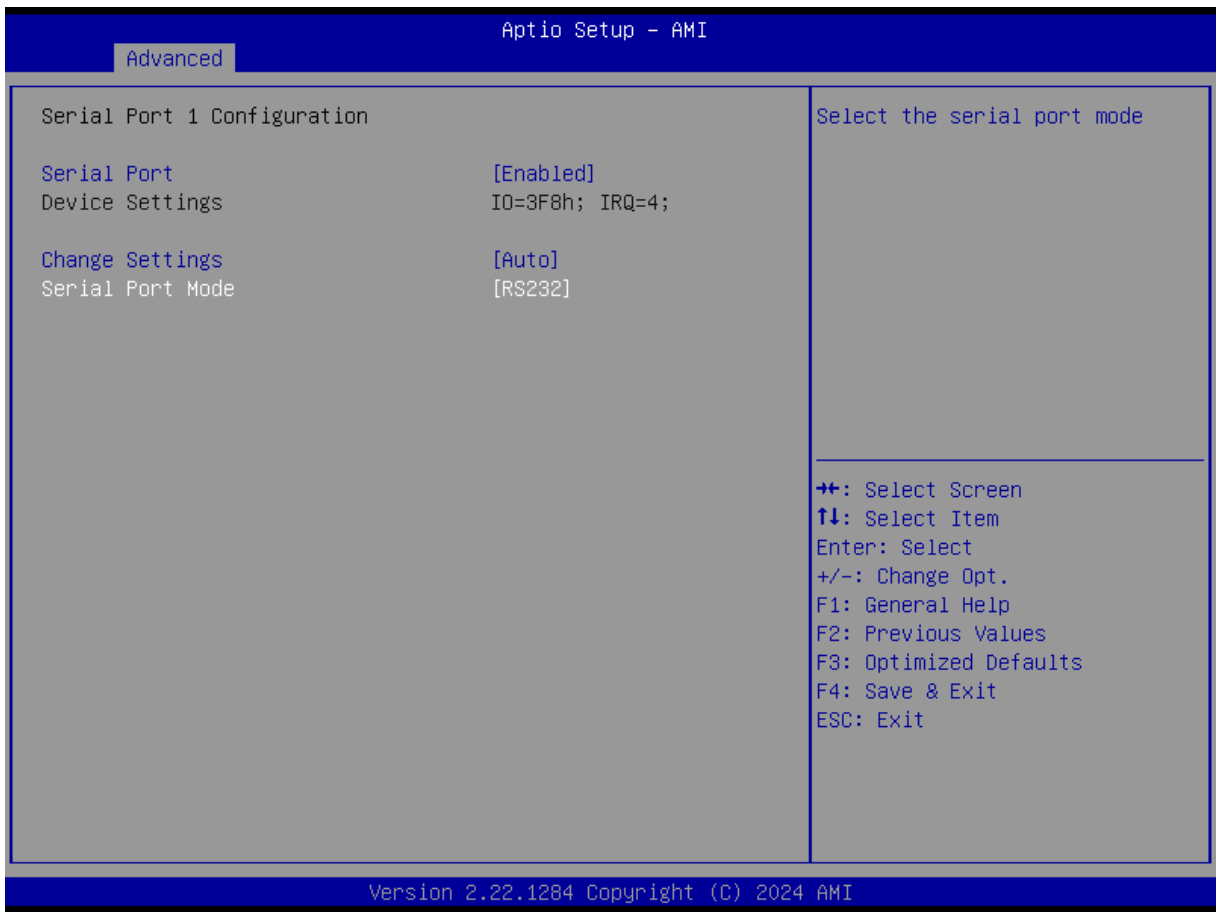 Aptio Setup – AMI
Advanced
Serial Port 1 Configuration
Serial Port [Enabled]
Device Settings IO=3F8h; IRQ=4;
Change Settings [Auto]
Serial Port Mode [RS232]
Select the serial port mode
→←: Select Screen
↑↓: Select Item
Enter: Select
+/-: Change Opt.
F1: General Help
F2: Previous Values
F3: Optimized Defaults
F4: Save & Exit
ESC: Exit
Version 2.22.1284 Copyright (C) 2024 AMI